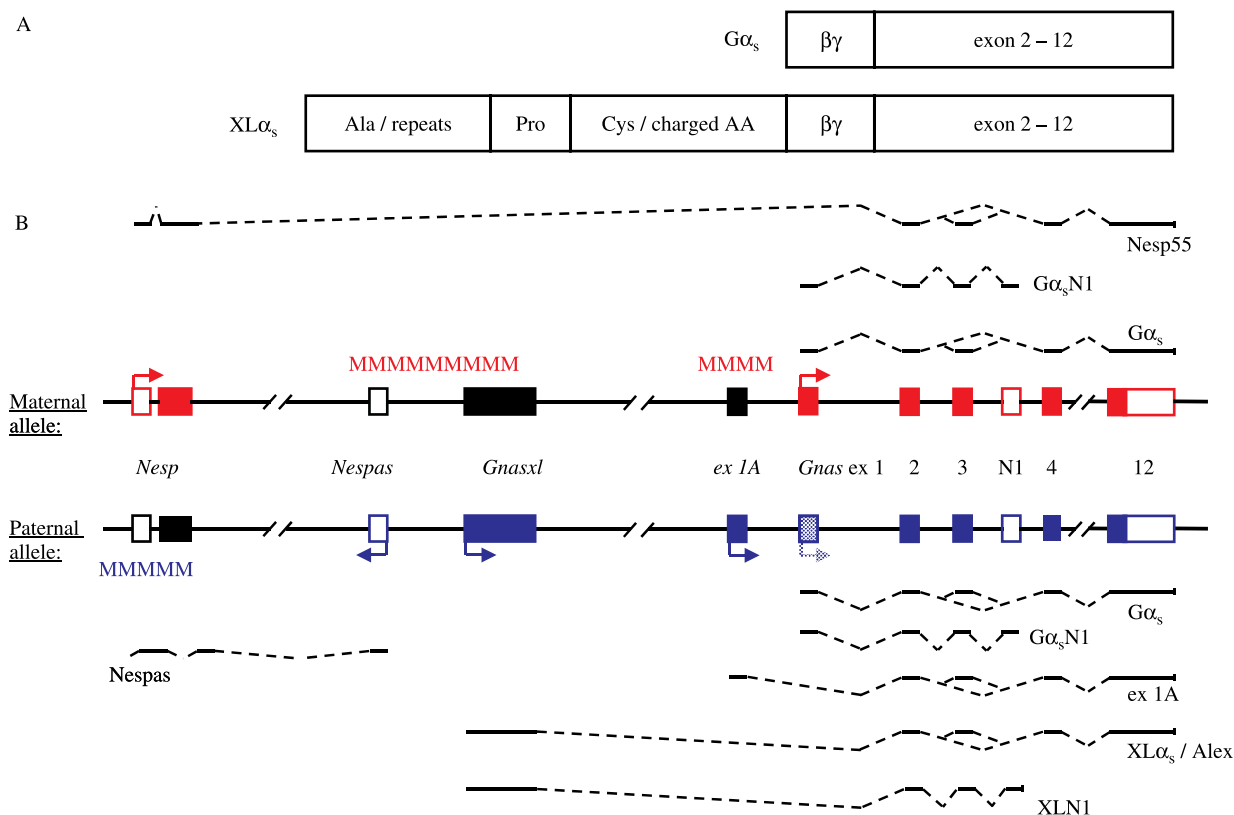 A
Gαs βγ exon 2 – 12
XLαs Ala / repeats Pro Cys / charged AA βγ exon 2 – 12
B
Nesp55
GαsN1
Gαs
MMMMMMMMM MMMM
Maternal
allele:
Nesp Nespas Gnasxl ex 1A Gnas ex 1 2 3 N1 4 12
Paternal
allele:
MMMMM
Gαs
GαsN1
Nespas
ex 1A
XLαs / Alex
XLN1